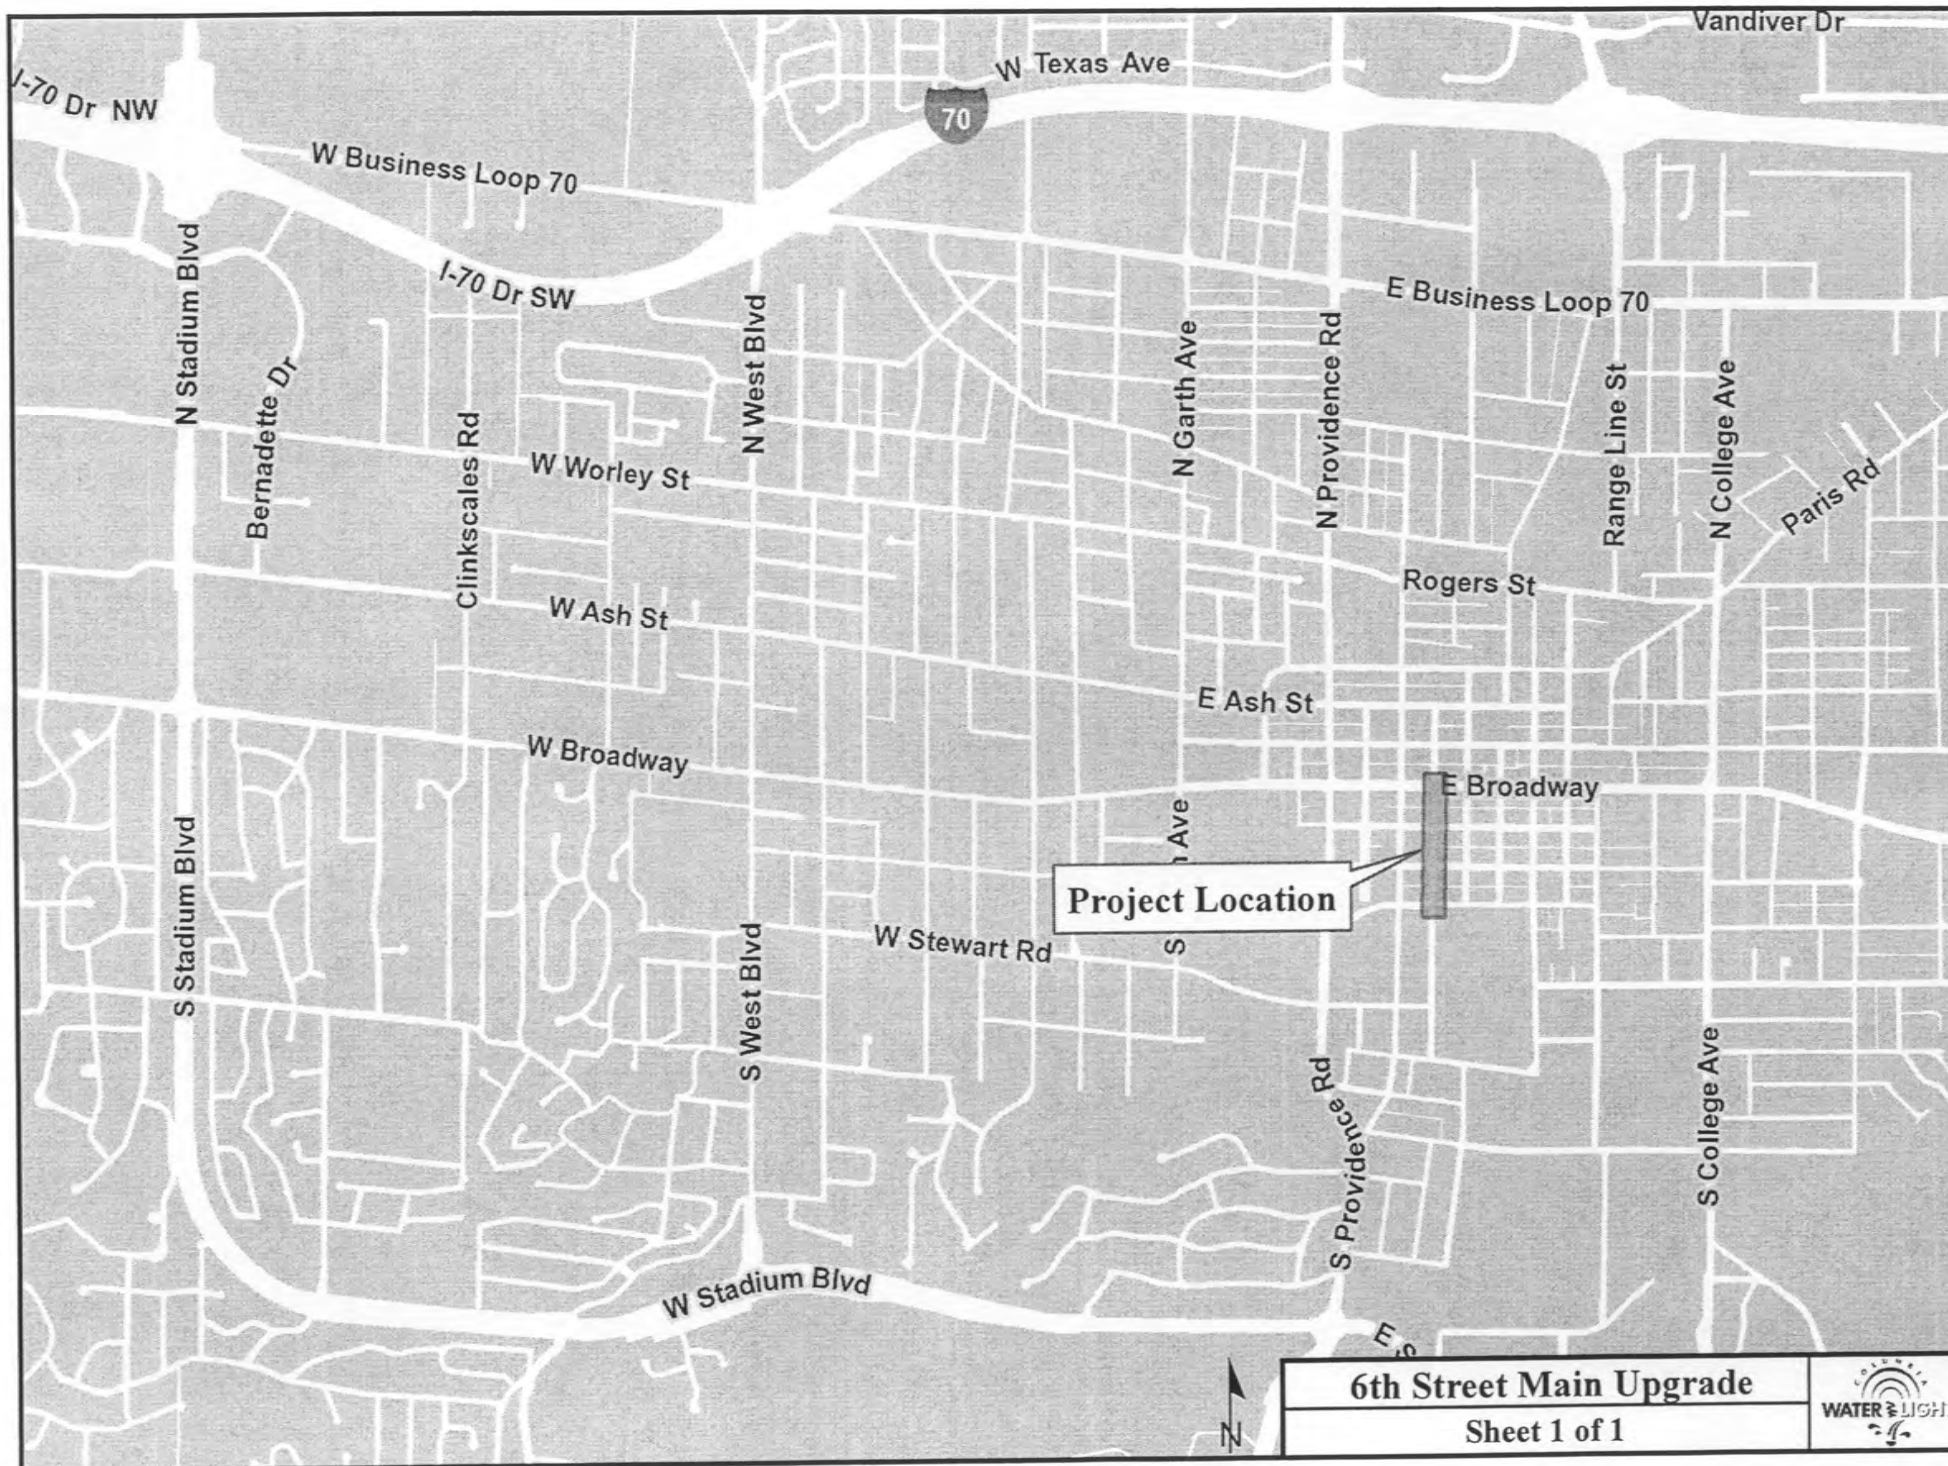 Vandiver Dr
W Texas Ave
I-70 Dr NW
70
W Business Loop 70
I-70 Dr SW
E Business Loop 70
N Stadium Blvd
Bernadette Dr
Clinkscales Rd
N West Blvd
N Garth Ave
N Providence Rd
Range Line St
N College Ave
Paris Rd
W Worley St
Rogers St
W Ash St
E Ash St
W Broadway
E Broadway
S Stadium Blvd
S West Blvd
S
Ave
Project Location
W Stewart Rd
S Providence Rd
S College Ave
W Stadium Blvd
E S
N
6th Street Main Upgrade
Sheet 1 of 1
COLUMBIA
WATER & LIGHT